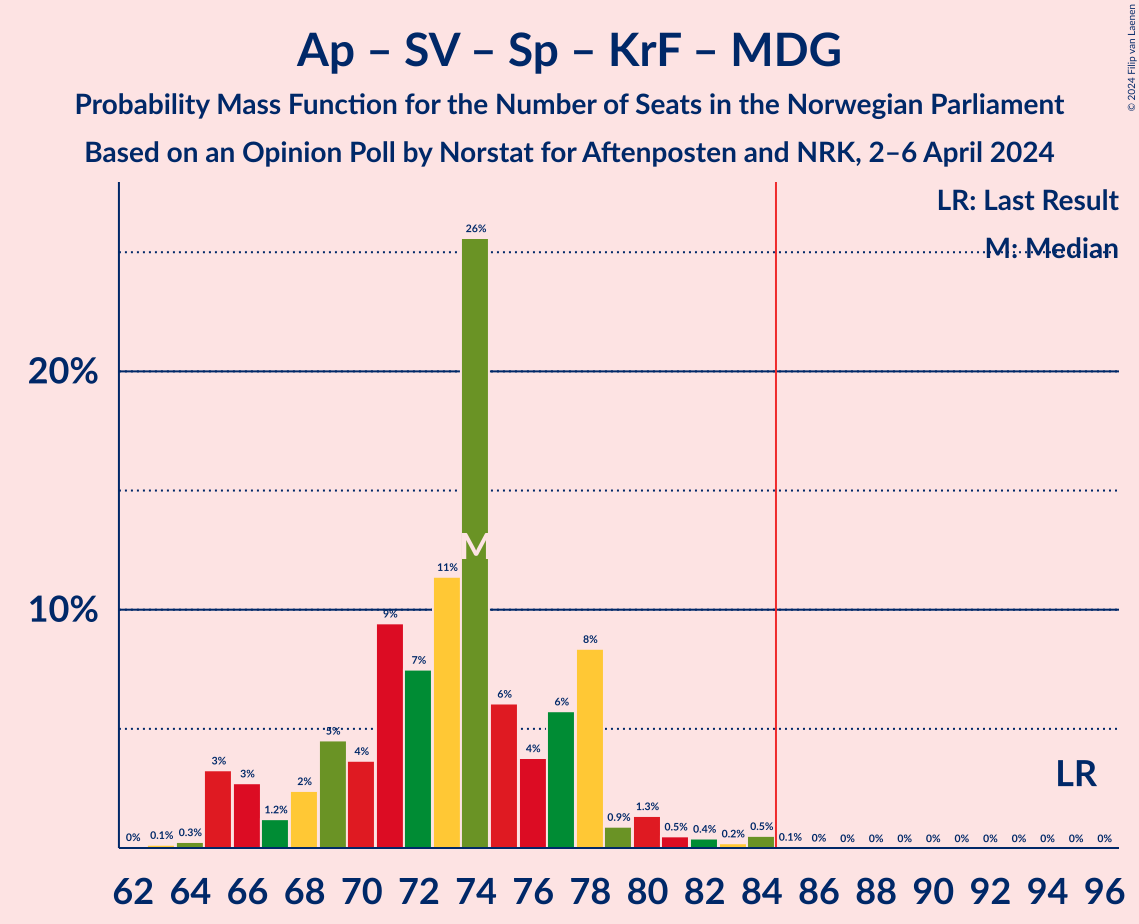 © 2024 Filip van Laenen
Ap – SV – Sp – KrF – MDG
Probability Mass Function for the Number of Seats in the Norwegian Parliament
Based on an Opinion Poll by Norstat for Aftenposten and NRK, 2–6 April 2024
LR: Last Result
M: Median
20%
10%
0% 0.1% 0.3% 3% 3% 1.2% 2% 5% 4% 9% 7% 11% 26% 6% 4% 6% 8% 0.9% 1.3% 0.5% 0.4% 0.2% 0.5% 0.1% 0% 0% 0% 0% 0% 0% 0% 0% 0% 0% 0%
M
LR
62 64 66 68 70 72 74 76 78 80 82 84 86 88 90 92 94 96